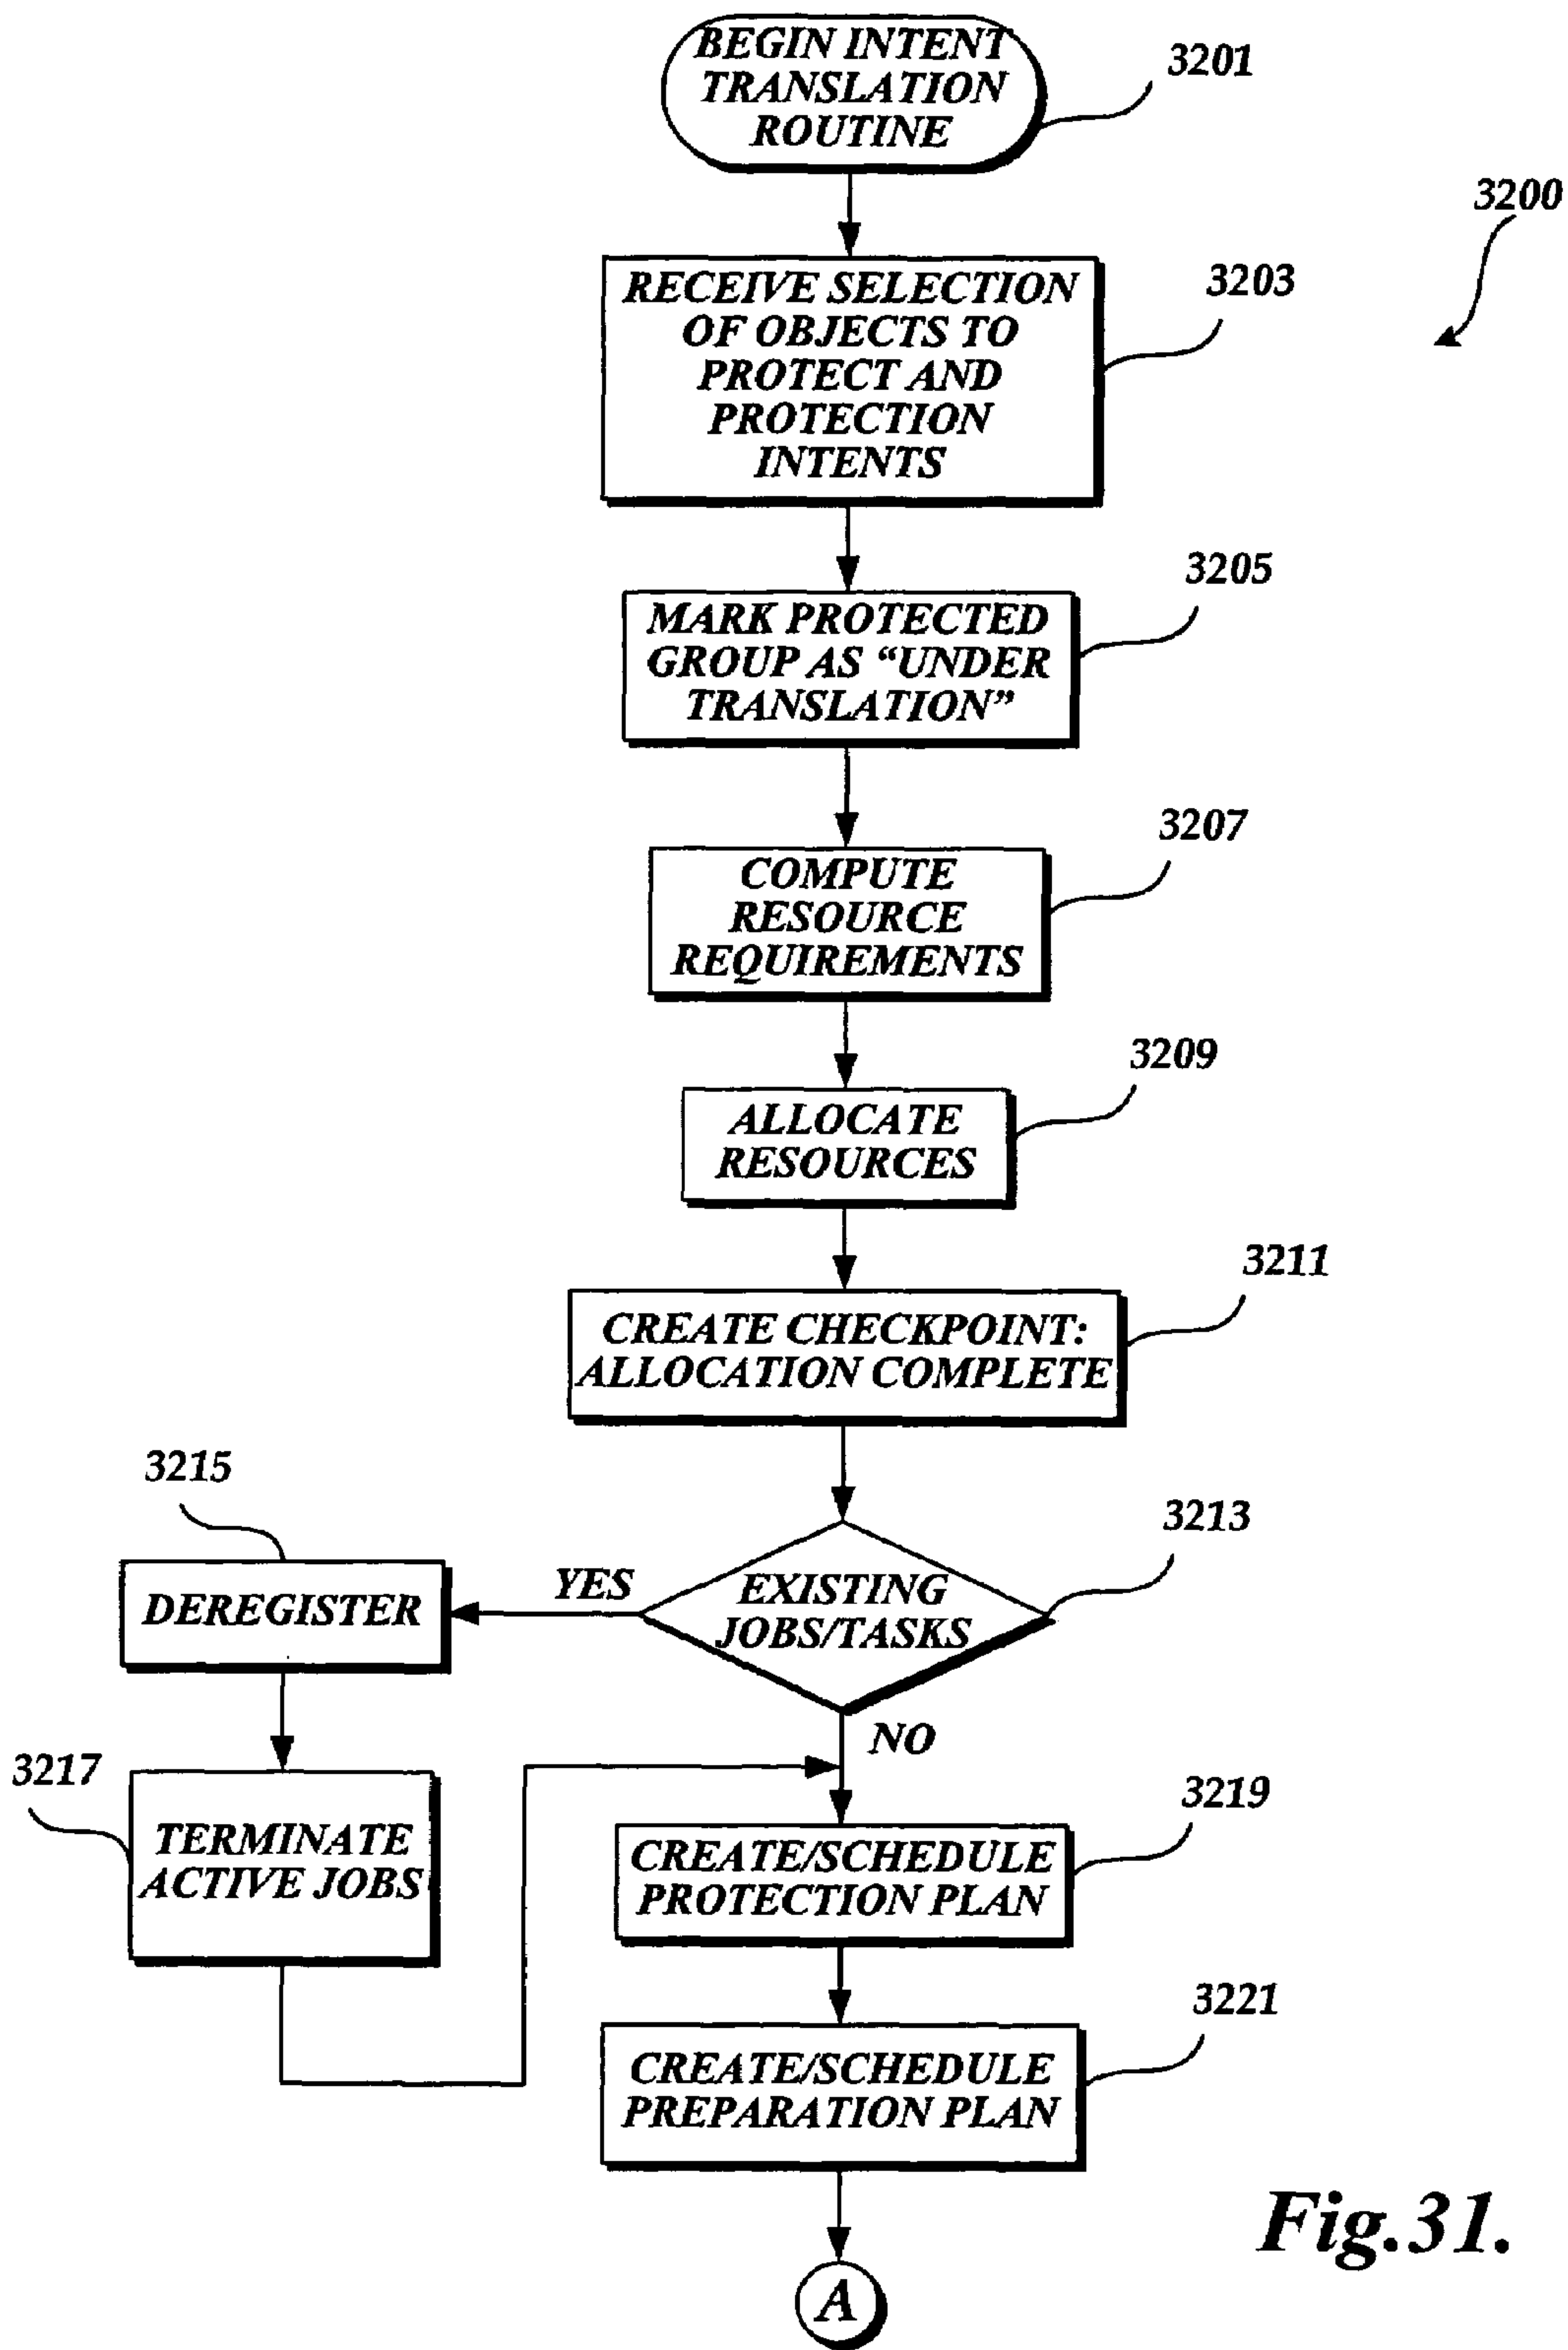 BEGIN INTENT
TRANSLATION
ROUTINE
3201
3200
RECEIVE SELECTION
OF OBJECTS TO
PROTECT AND
PROTECTION
INTENTS
3203
MARK PROTECTED
GROUP AS “UNDER
TRANSLATION”
3205
COMPUTE
RESOURCE
REQUIREMENTS
3207
ALLOCATE
RESOURCES
3209
CREATE CHECKPOINT:
ALLOCATION COMPLETE
3211
EXISTING
JOBS/TASKS
3213
YES
3215
DEREGISTER
NO
3217
TERMINATE
ACTIVE JOBS
CREATE/SCHEDULE
PROTECTION PLAN
3219
CREATE/SCHEDULE
PREPARATION PLAN
3221
A
Fig.31.